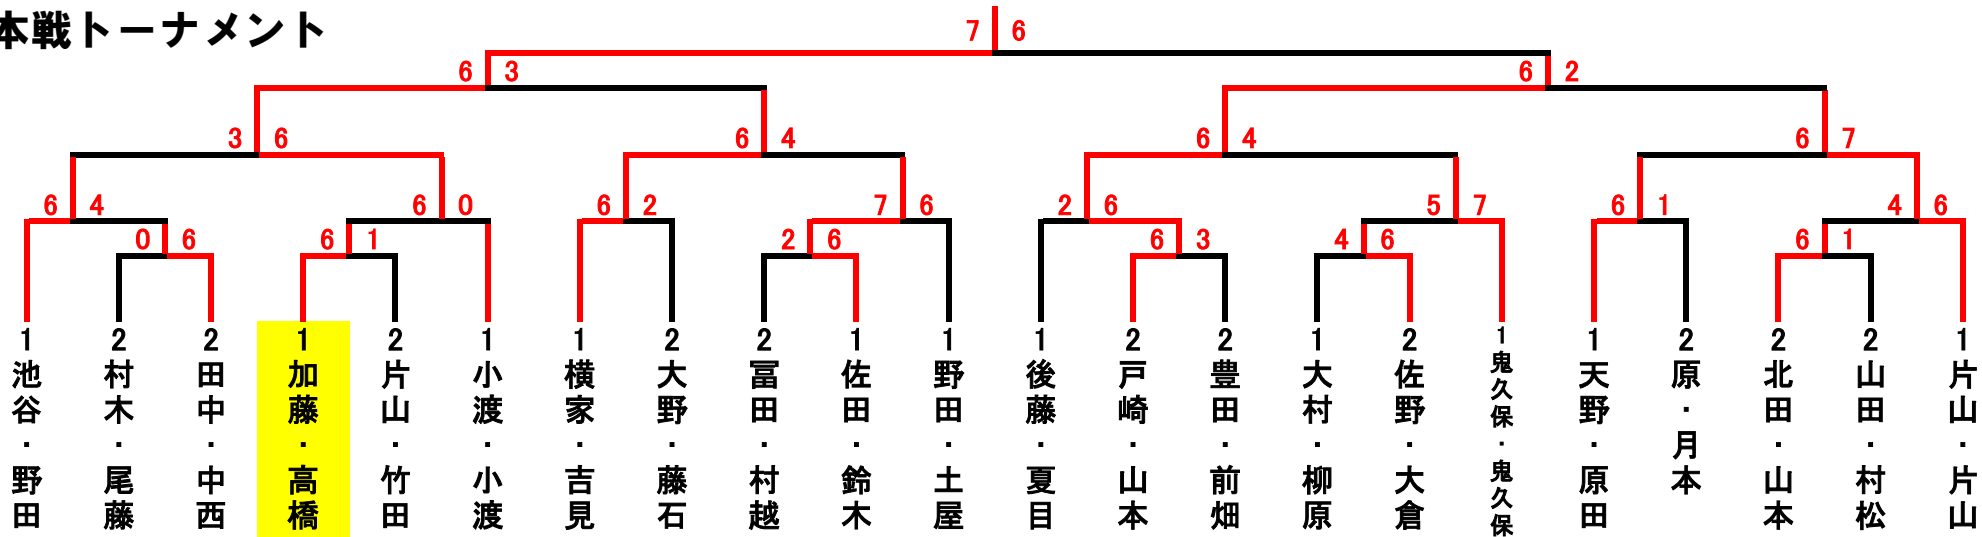 本戦トーナメント
7 6
6 3 6 2
3 6 6 4 6 4 6 7
6 4 6 0 6 2 7 6 2 6 5 7 6 1 4 6
0 6 6 1 2 6 6 3 4 6 6 1
1 池谷・野田
2 村木・尾藤
2 田中・中西
1 加藤・高橋
2 片山・竹田
1 小渡・小渡
1 横家・吉見
2 大野・藤石
2 冨田・村越
1 佐田・鈴木
1 野田・土屋
1 後藤・夏目
2 戸崎・山本
2 豊田・前畑
1 大村・柳原
2 佐野・大倉
1 鬼久保・鬼久保
1 天野・原田
2 原・月本
2 北田・山本
2 山田・村松
1 片山・片山